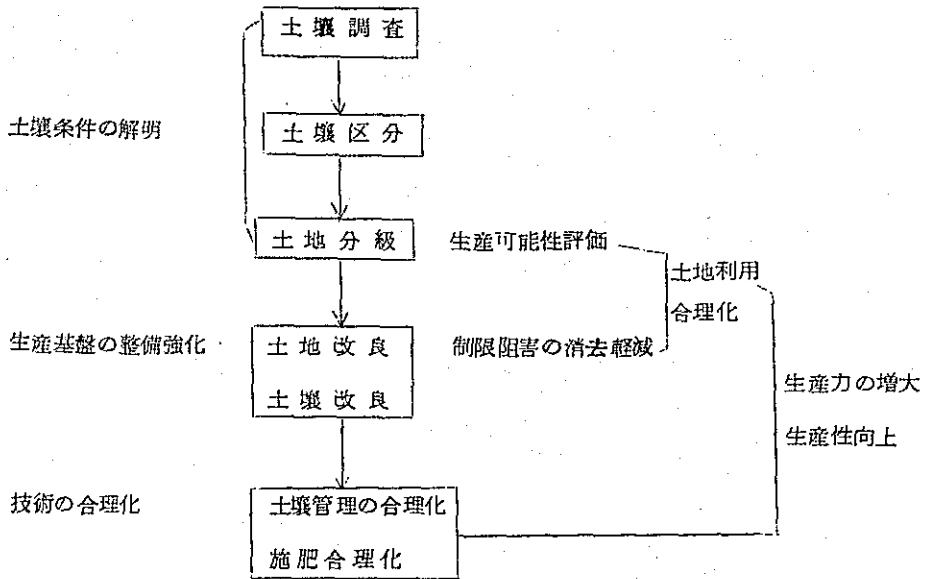 土壌調査
土壌条件の解明
土壌区分
土地分級
生産可能性評価
土地利用
合理化
生産基盤の整備強化
土地改良
制限阻害の消去軽減
土壌改良
生産力の増大
生産性向上
技術の合理化
土壌管理の合理化
施肥合理化